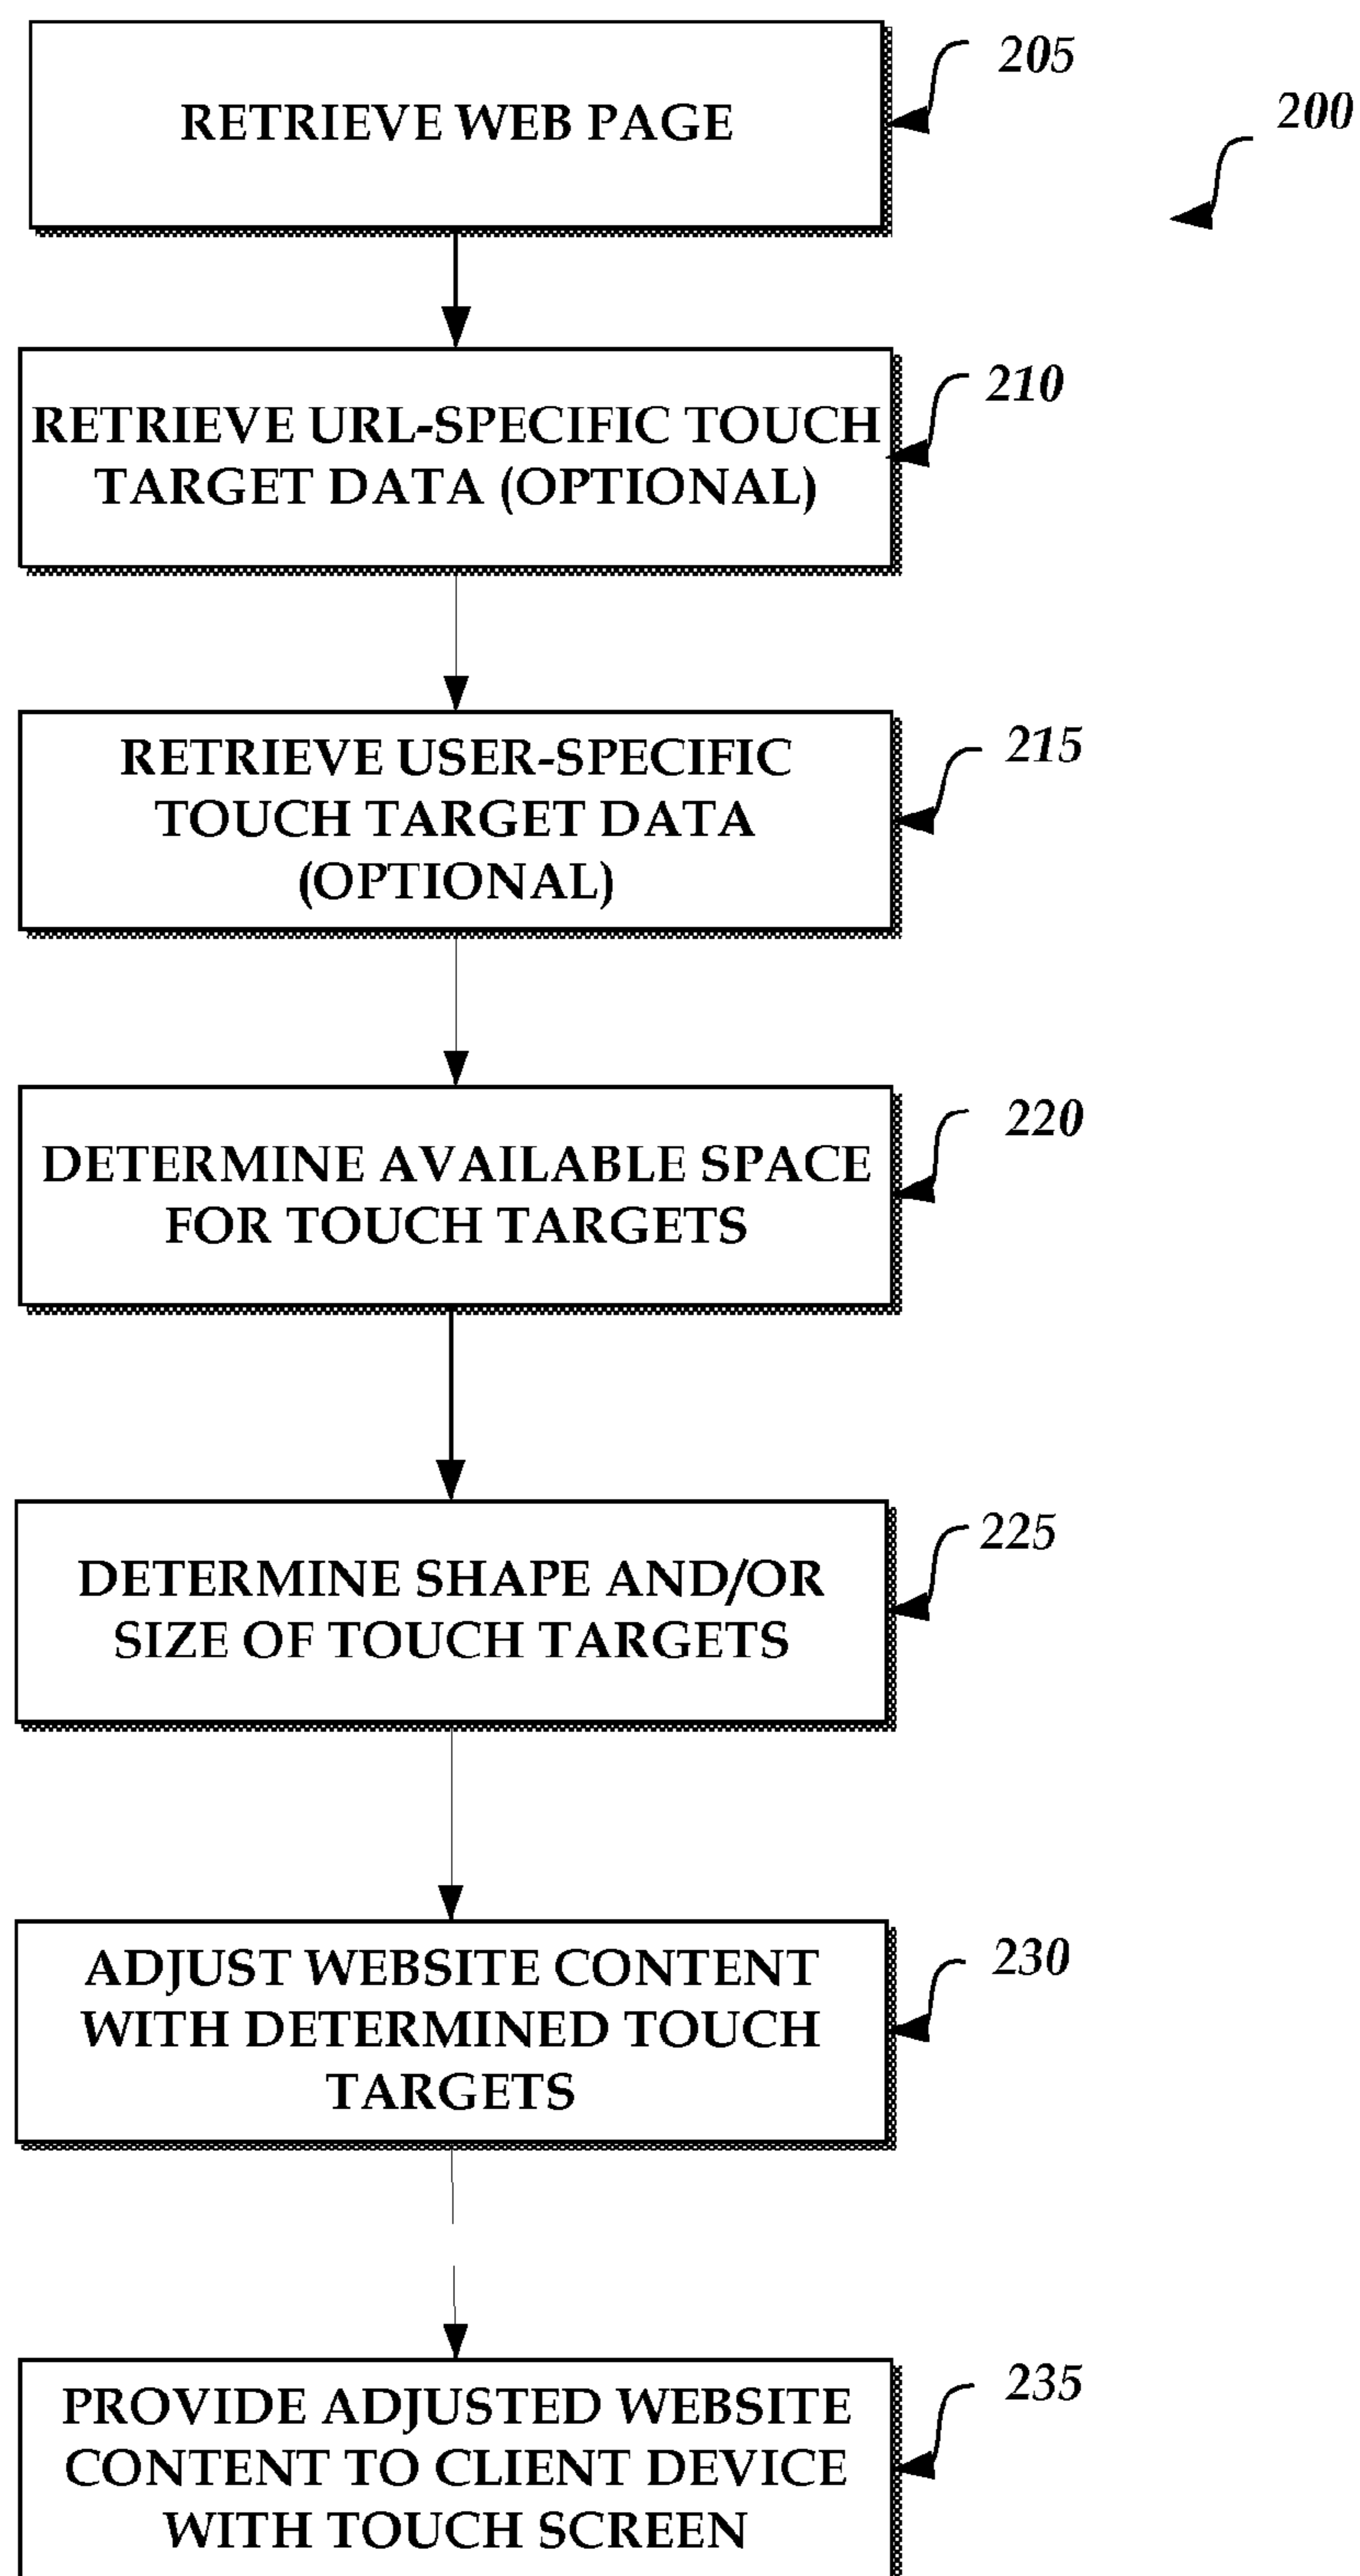 RETRIEVE WEB PAGE
205
200
RETRIEVE URL-SPECIFIC TOUCH
TARGET DATA (OPTIONAL)
210
RETRIEVE USER-SPECIFIC
TOUCH TARGET DATA
(OPTIONAL)
215
DETERMINE AVAILABLE SPACE
FOR TOUCH TARGETS
220
DETERMINE SHAPE AND/OR
SIZE OF TOUCH TARGETS
225
ADJUST WEBSITE CONTENT
WITH DETERMINED TOUCH
TARGETS
230
PROVIDE ADJUSTED WEBSITE
CONTENT TO CLIENT DEVICE
WITH TOUCH SCREEN
235